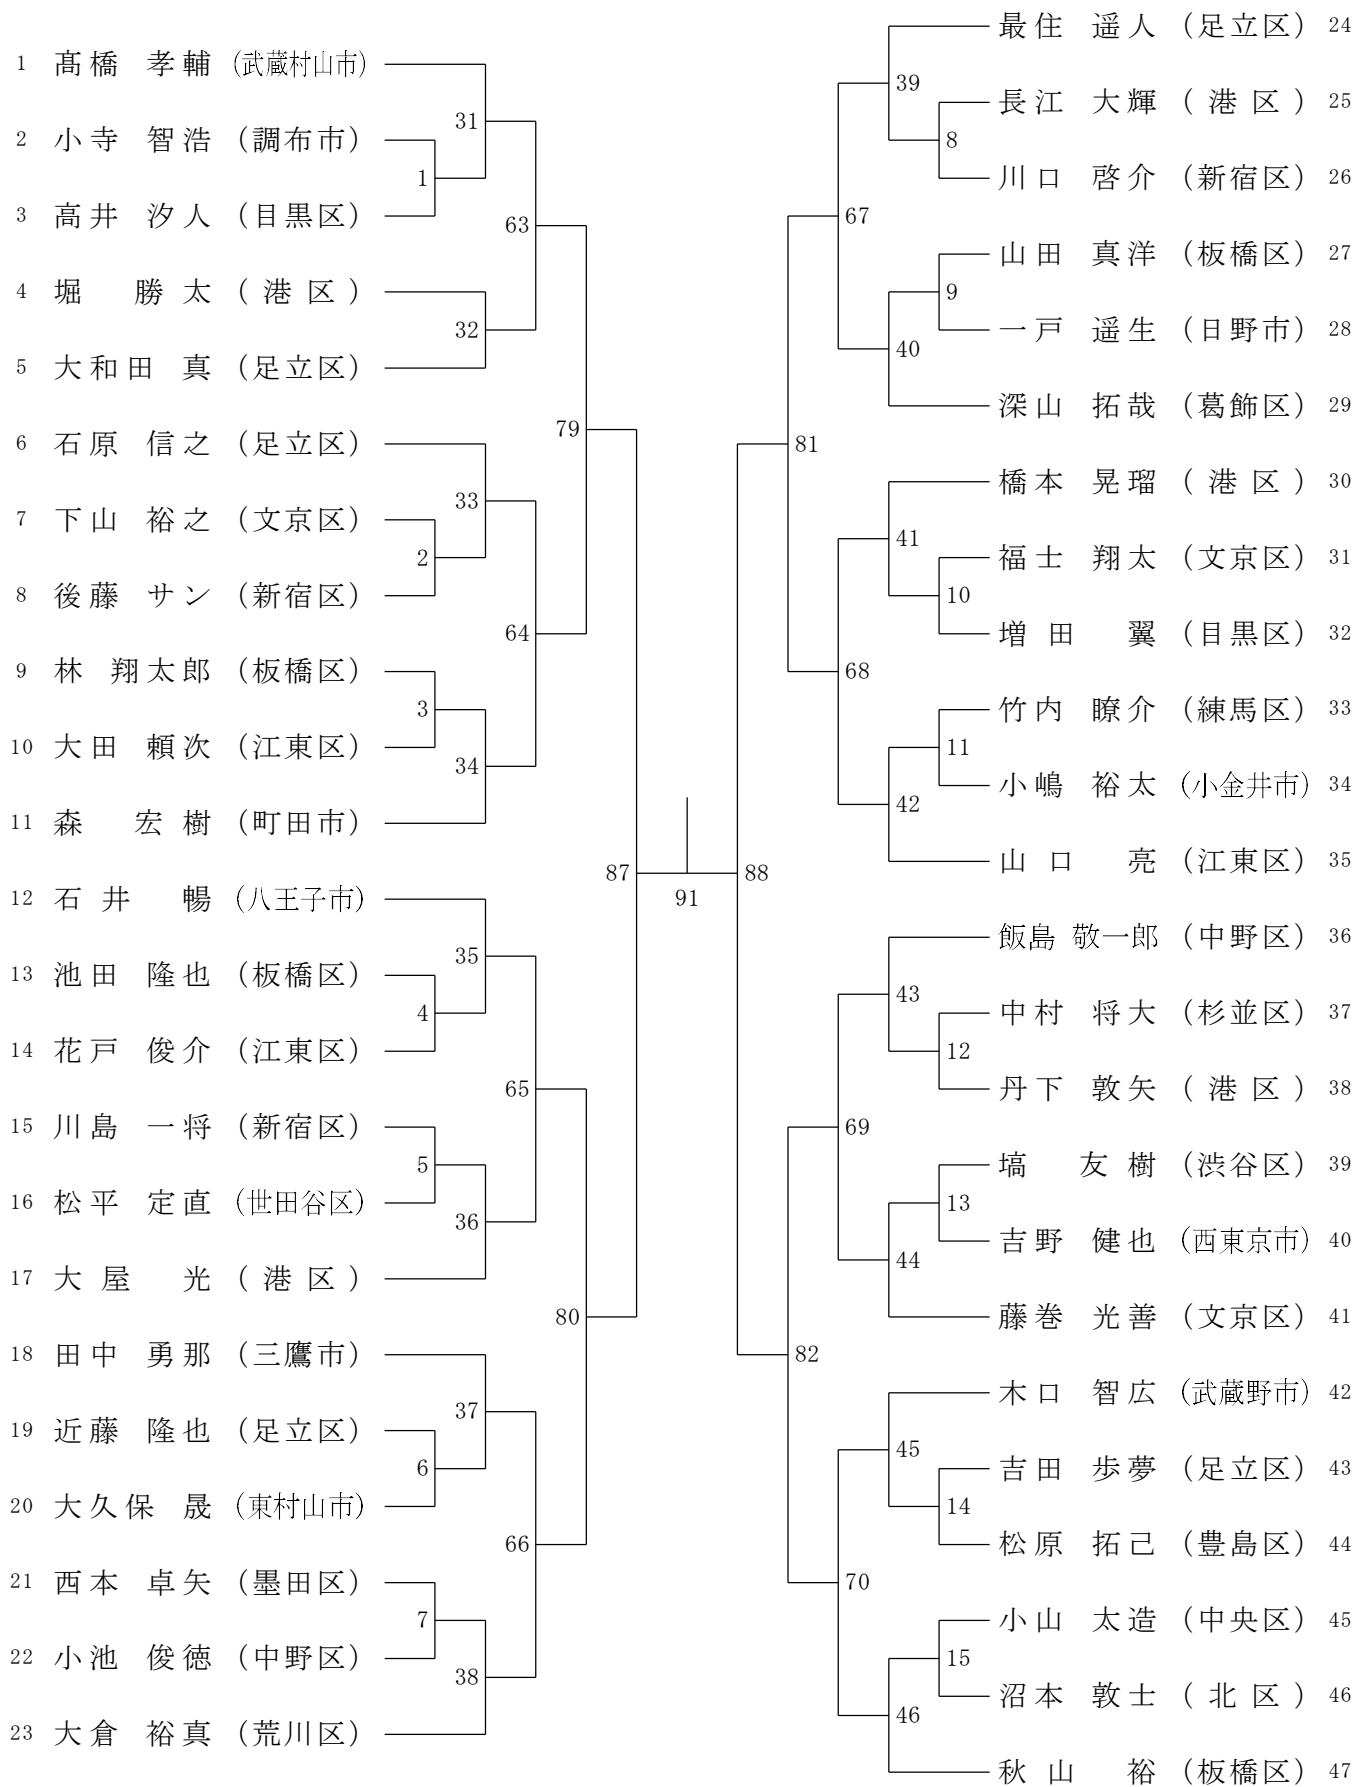 1 髙橋 孝輔 (武蔵村山市)
2 小寺 智浩 (調布市)
3 高井 汐人 (目黒区)
4 堀 勝太 (港区)
5 大和田 真 (足立区)
6 石原 信之 (足立区)
7 下山 裕之 (文京区)
8 後藤 サン (新宿区)
9 林 翔太郎 (板橋区)
10 大田 頼次 (江東区)
11 森 宏樹 (町田市)
12 石井 暢 (八王子市)
13 池田 隆也 (板橋区)
14 花戸 俊介 (江東区)
15 川島 一将 (新宿区)
16 松平 定直 (世田谷区)
17 大屋 光 (港区)
18 田中 勇那 (三鷹市)
19 近藤 隆也 (足立区)
20 大久保 晟 (東村山市)
21 西本 卓矢 (墨田区)
22 小池 俊徳 (中野区)
23 大倉 裕真 (荒川区)
1
2
3
4
5
6
7
31
32
33
34
35
36
37
38
63
64
65
66
79
80
87
91
88
81
82
67
68
69
70
39
40
41
42
43
44
45
46
8
9
10
11
12
13
14
15
最住 遥人 (足立区) 24
長江 大輝 (港区) 25
川口 啓介 (新宿区) 26
山田 真洋 (板橋区) 27
一戸 遥生 (日野市) 28
深山 拓哉 (葛飾区) 29
橋本 晃瑠 (港区) 30
福士 翔太 (文京区) 31
増田 翼 (目黒区) 32
竹内 瞭介 (練馬区) 33
小嶋 裕太 (小金井市) 34
山口 亮 (江東区) 35
飯島 敬一郎 (中野区) 36
中村 将大 (杉並区) 37
丹下 敦矢 (港区) 38
塙 友樹 (渋谷区) 39
吉野 健也 (西東京市) 40
藤巻 光善 (文京区) 41
木口 智広 (武蔵野市) 42
吉田 歩夢 (足立区) 43
松原 拓己 (豊島区) 44
小山 太造 (中央区) 45
沼本 敦士 (北区) 46
秋山 裕 (板橋区) 47